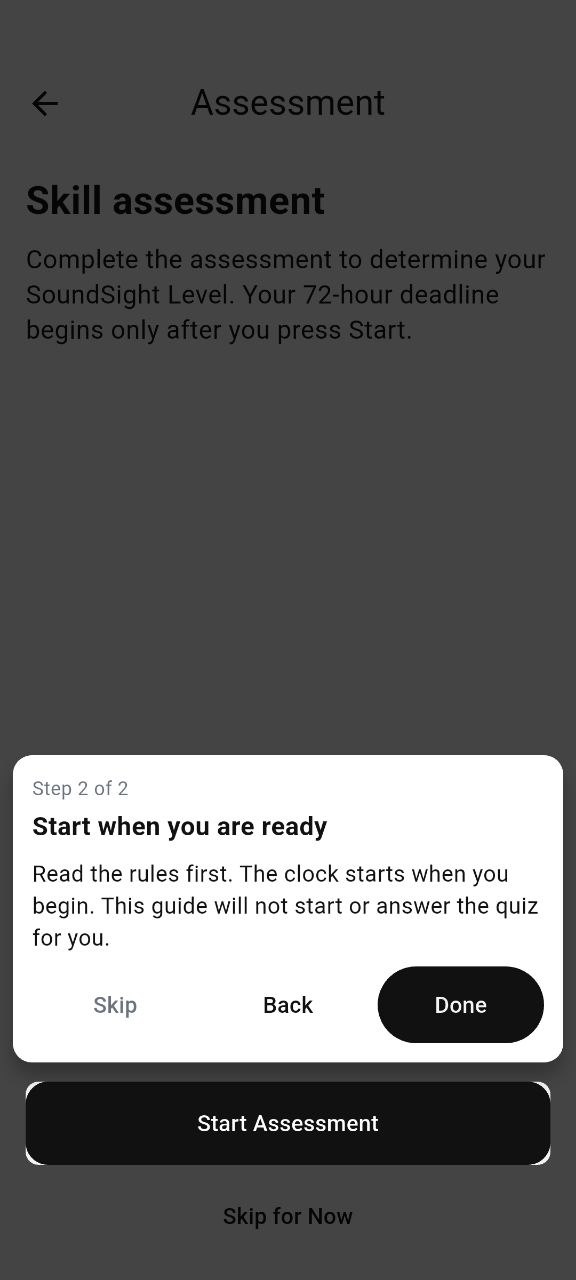 Assessment
Skill assessment
Complete the assessment to determine your
SoundSight Level. Your 72-hour deadline
begins only after you press Start.
Step 2 of 2
Start when you are ready
Read the rules first. The clock starts when you
begin. This guide will not start or answer the quiz
for you.
Skip Back Done
Start Assessment
Skip for Now